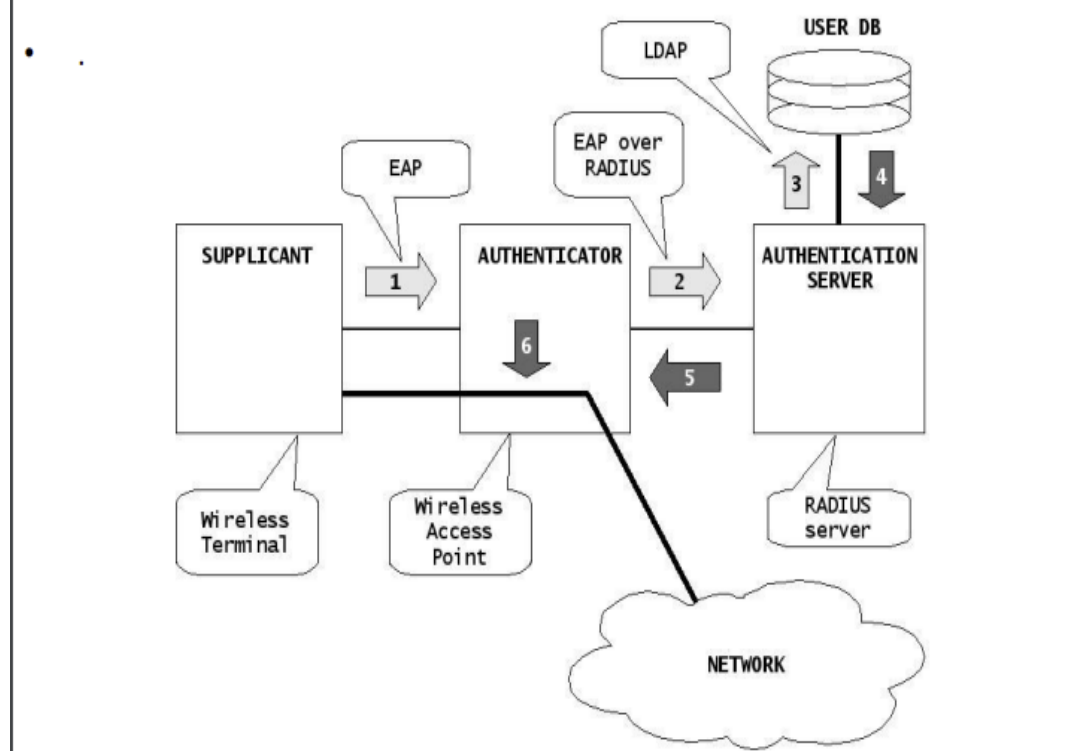 USER DB
• .
LDAP
EAP over
RADIUS
EAP
3
4
SUPPLICANT
AUTHENTICATOR
AUTHENTICATION
SERVER
1
2
6
5
Wireless
Terminal
Wireless
Access
Point
RADIUS
server
NETWORK